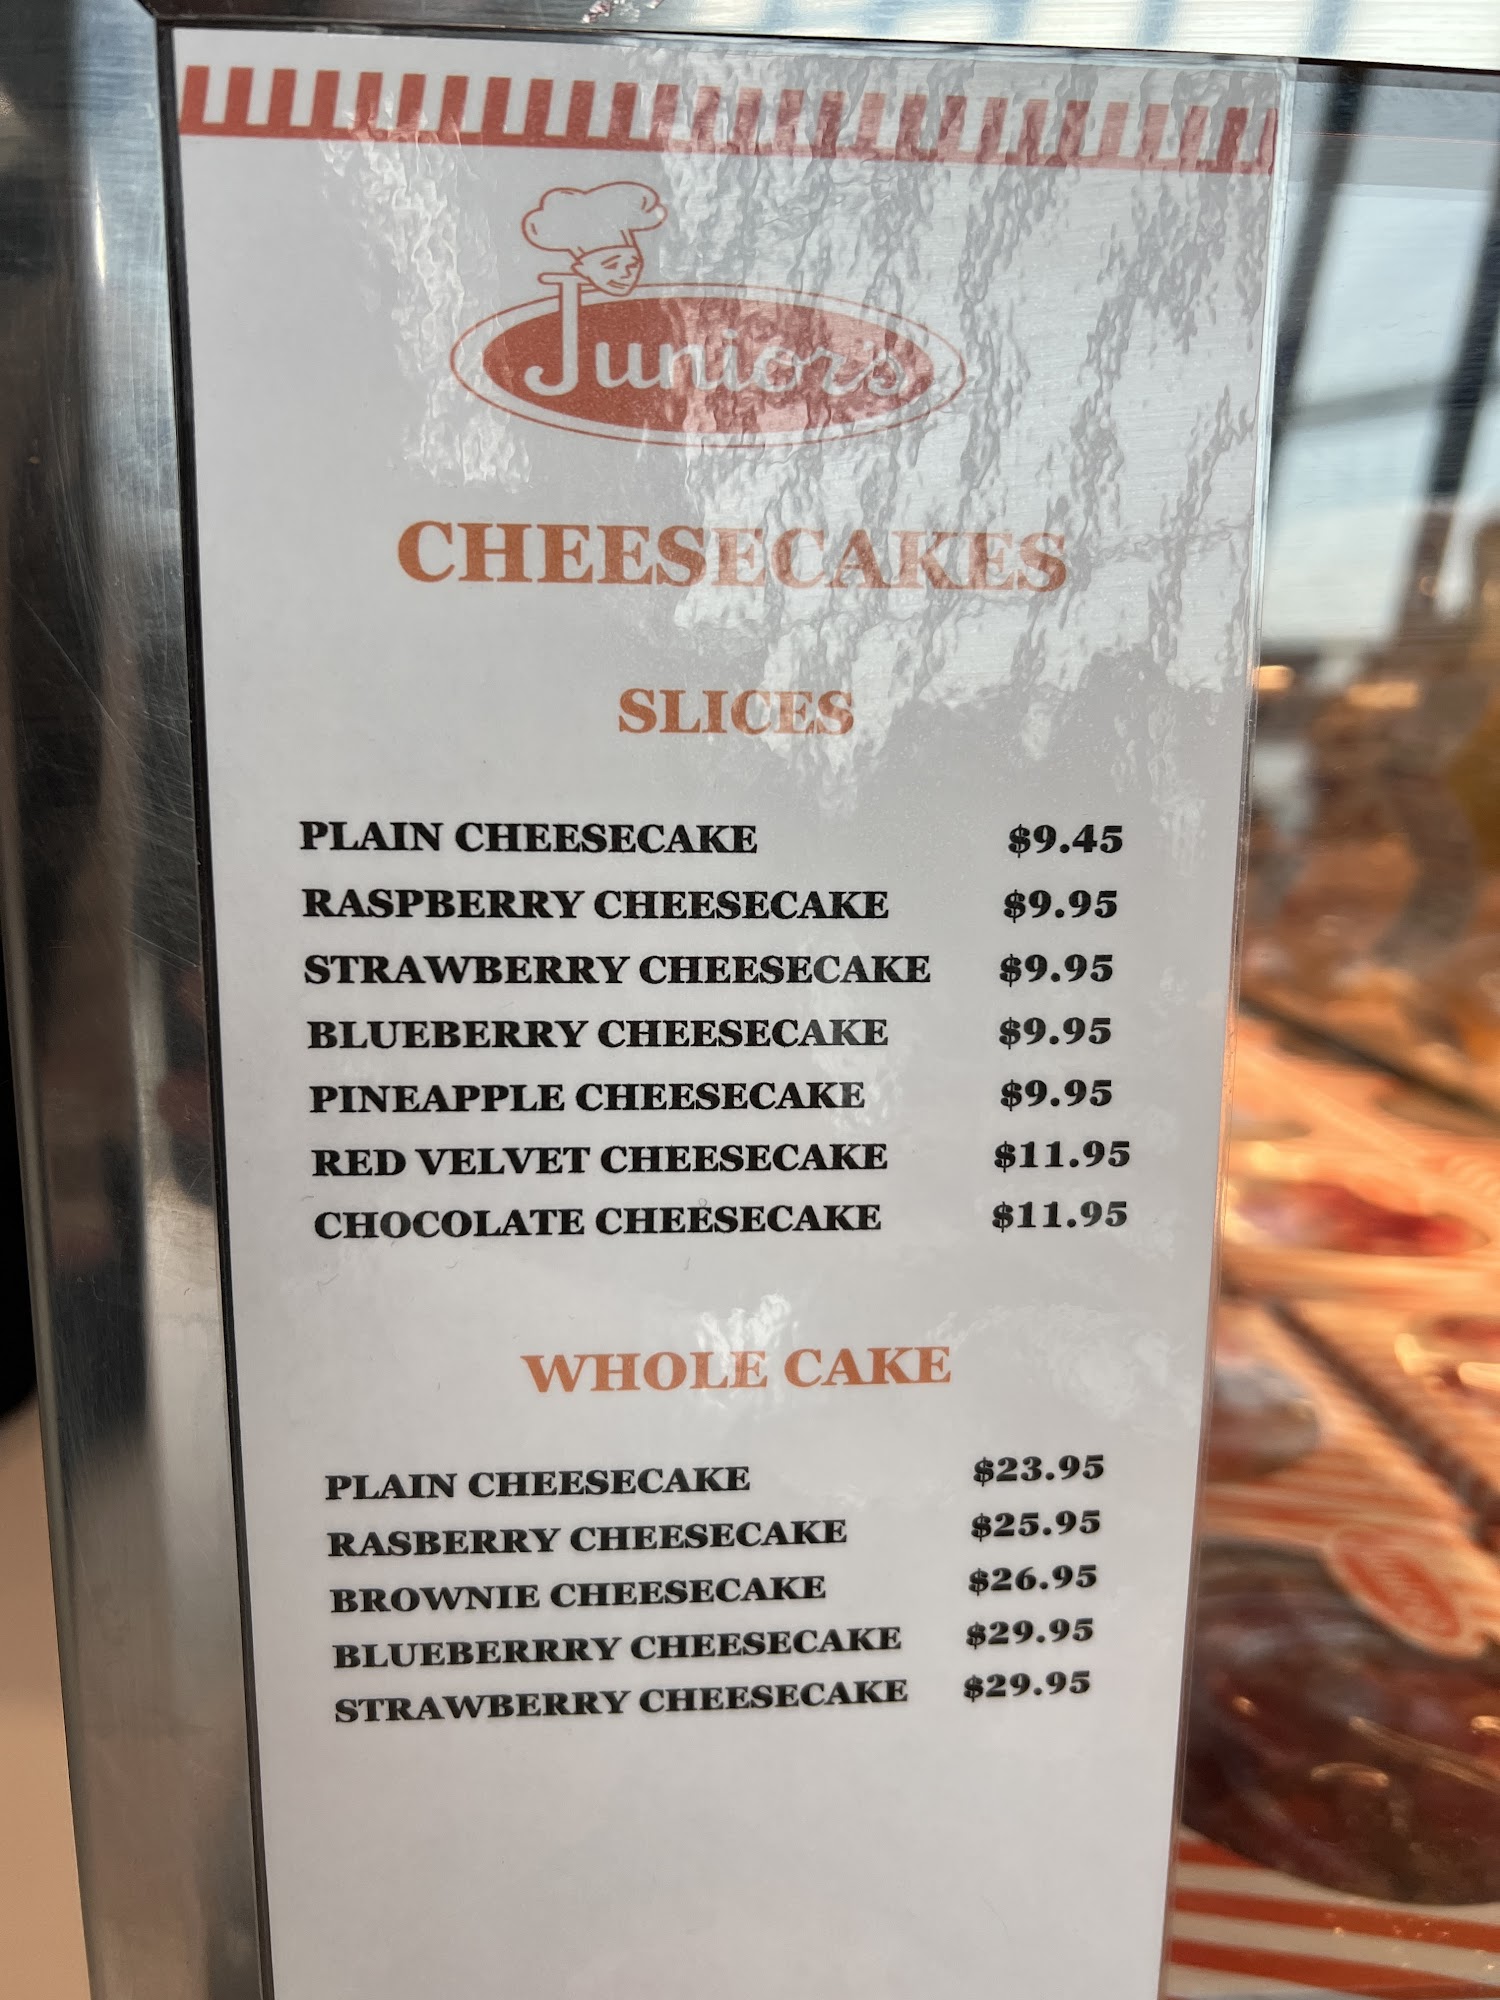 Junior's
CHEESECAKES
SLICES
PLAIN CHEESECAKE $9.45
RASPBERRY CHEESECAKE $9.95
STRAWBERRY CHEESECAKE $9.95
BLUEBERRY CHEESECAKE $9.95
PINEAPPLE CHEESECAKE $9.95
RED VELVET CHEESECAKE $11.95
CHOCOLATE CHEESECAKE $11.95
WHOLE CAKE
PLAIN CHEESECAKE $23.95
RASBERRY CHEESECAKE $25.95
BROWNIE CHEESECAKE $26.95
BLUEBERRRY CHEESECAKE $29.95
STRAWBERRY CHEESECAKE $29.95